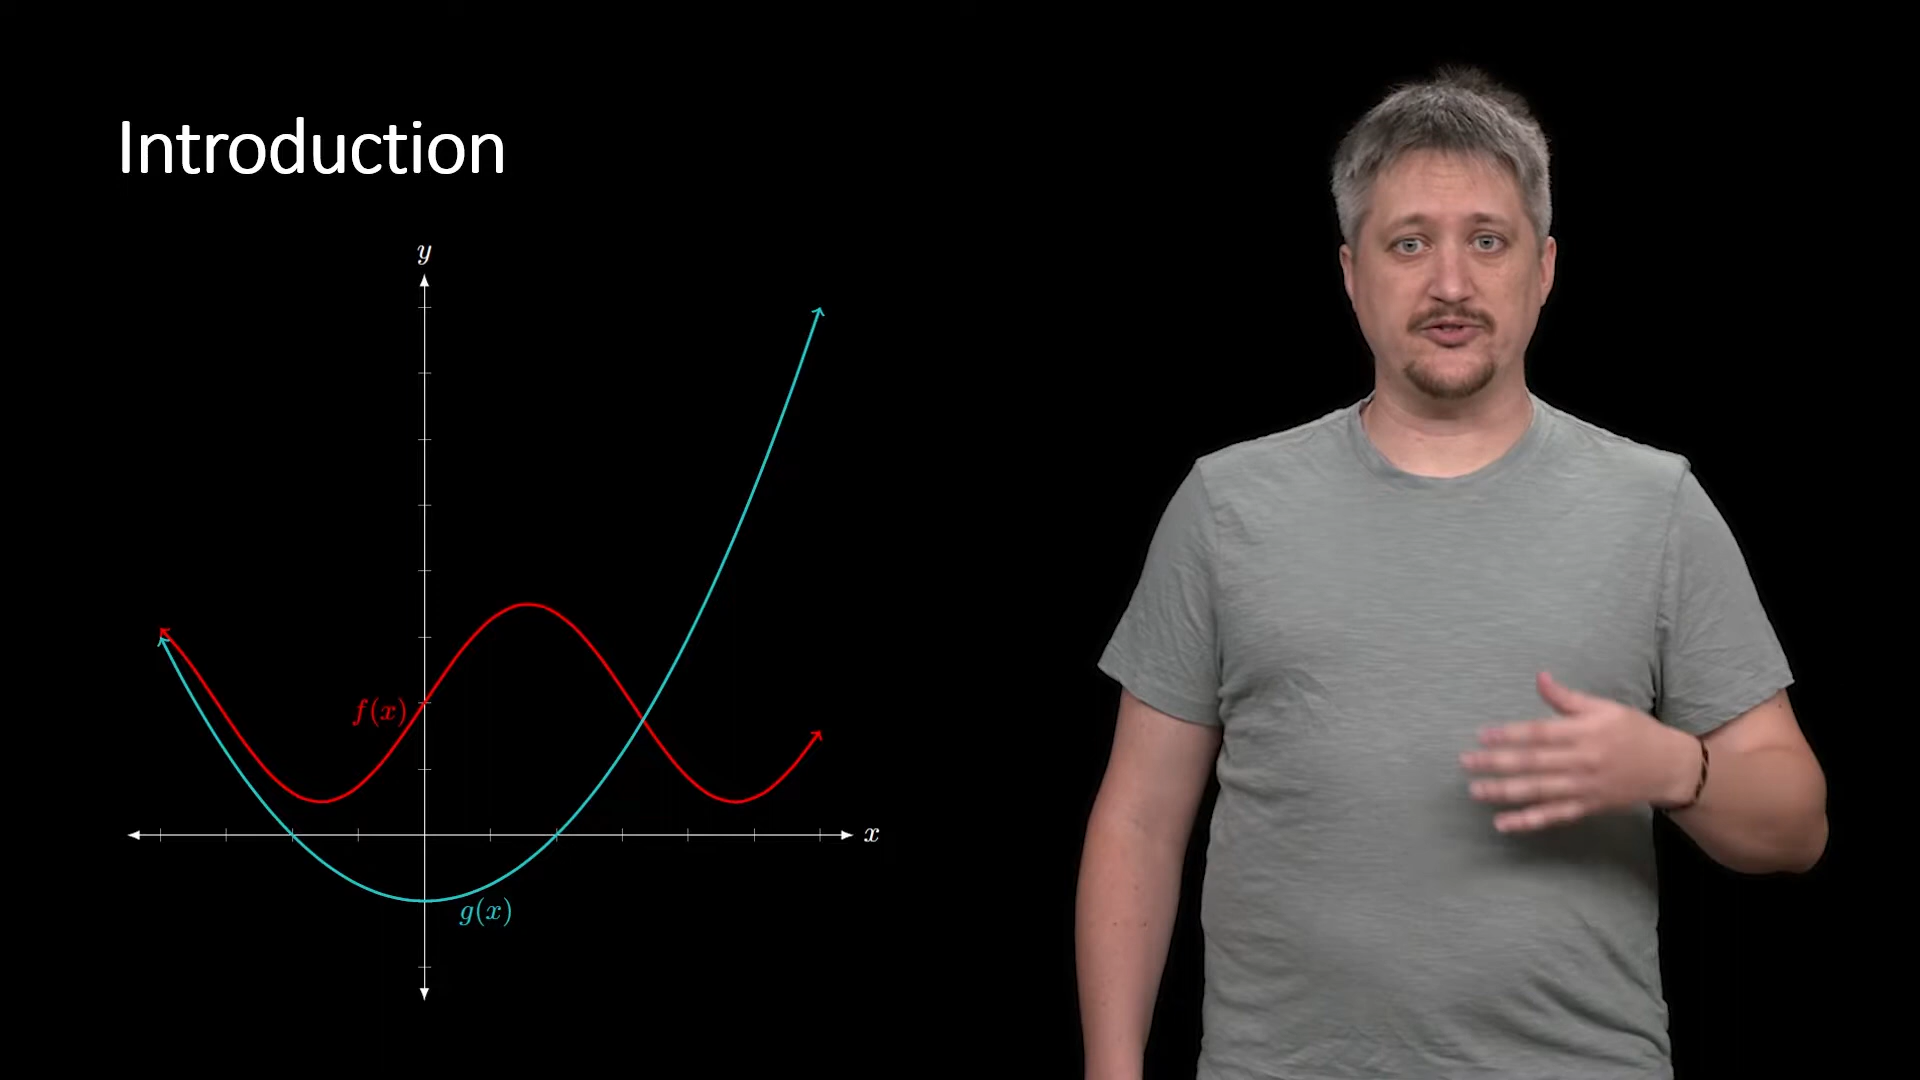 Introduction
y
f(x)
x
g(x)